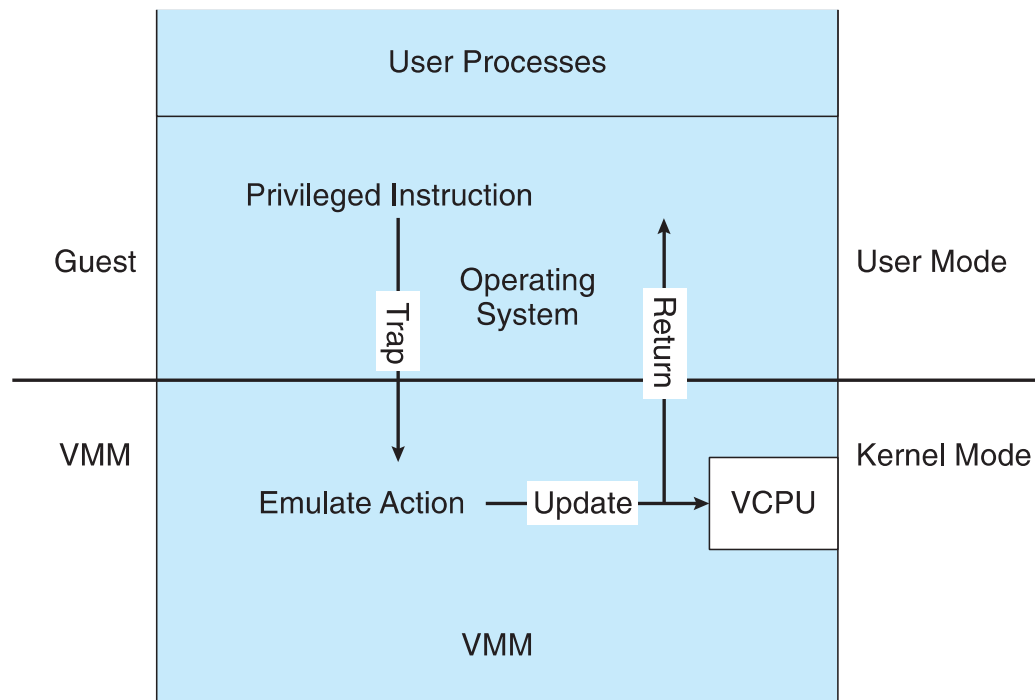 User Processes
Privileged Instruction
Guest
Operating
System
User Mode
Trap
Return
VMM
Kernel Mode
Emulate Action
Update
VCPU
VMM